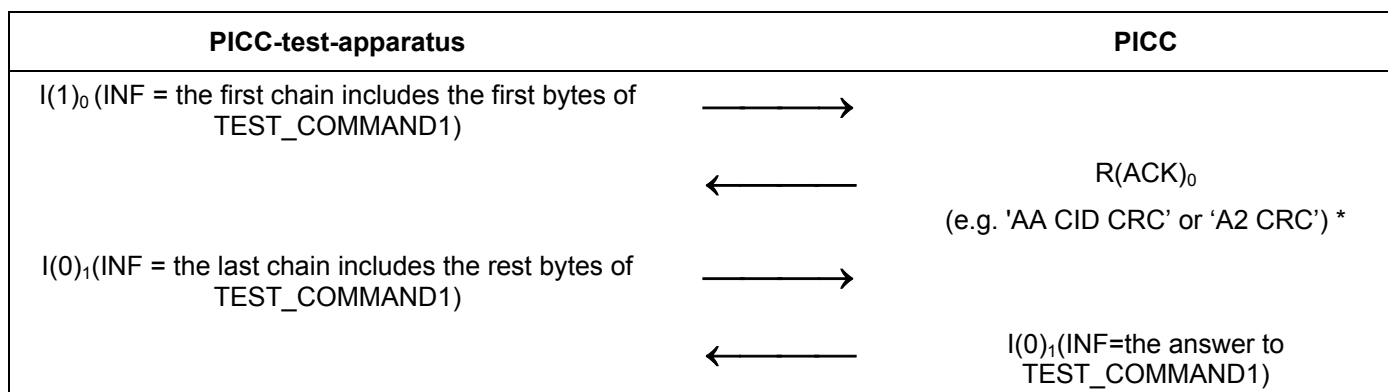 PICC-test-apparatus PICC
I(1)₀ (INF = the first chain includes the first bytes of
TEST_COMMAND1)
R(ACK)₀
(e.g. 'AA CID CRC’ or ‘A2 CRC’) *
I(0)₁(INF = the last chain includes the rest bytes of
TEST_COMMAND1)
I(0)₁(INF=the answer to
TEST_COMMAND1)